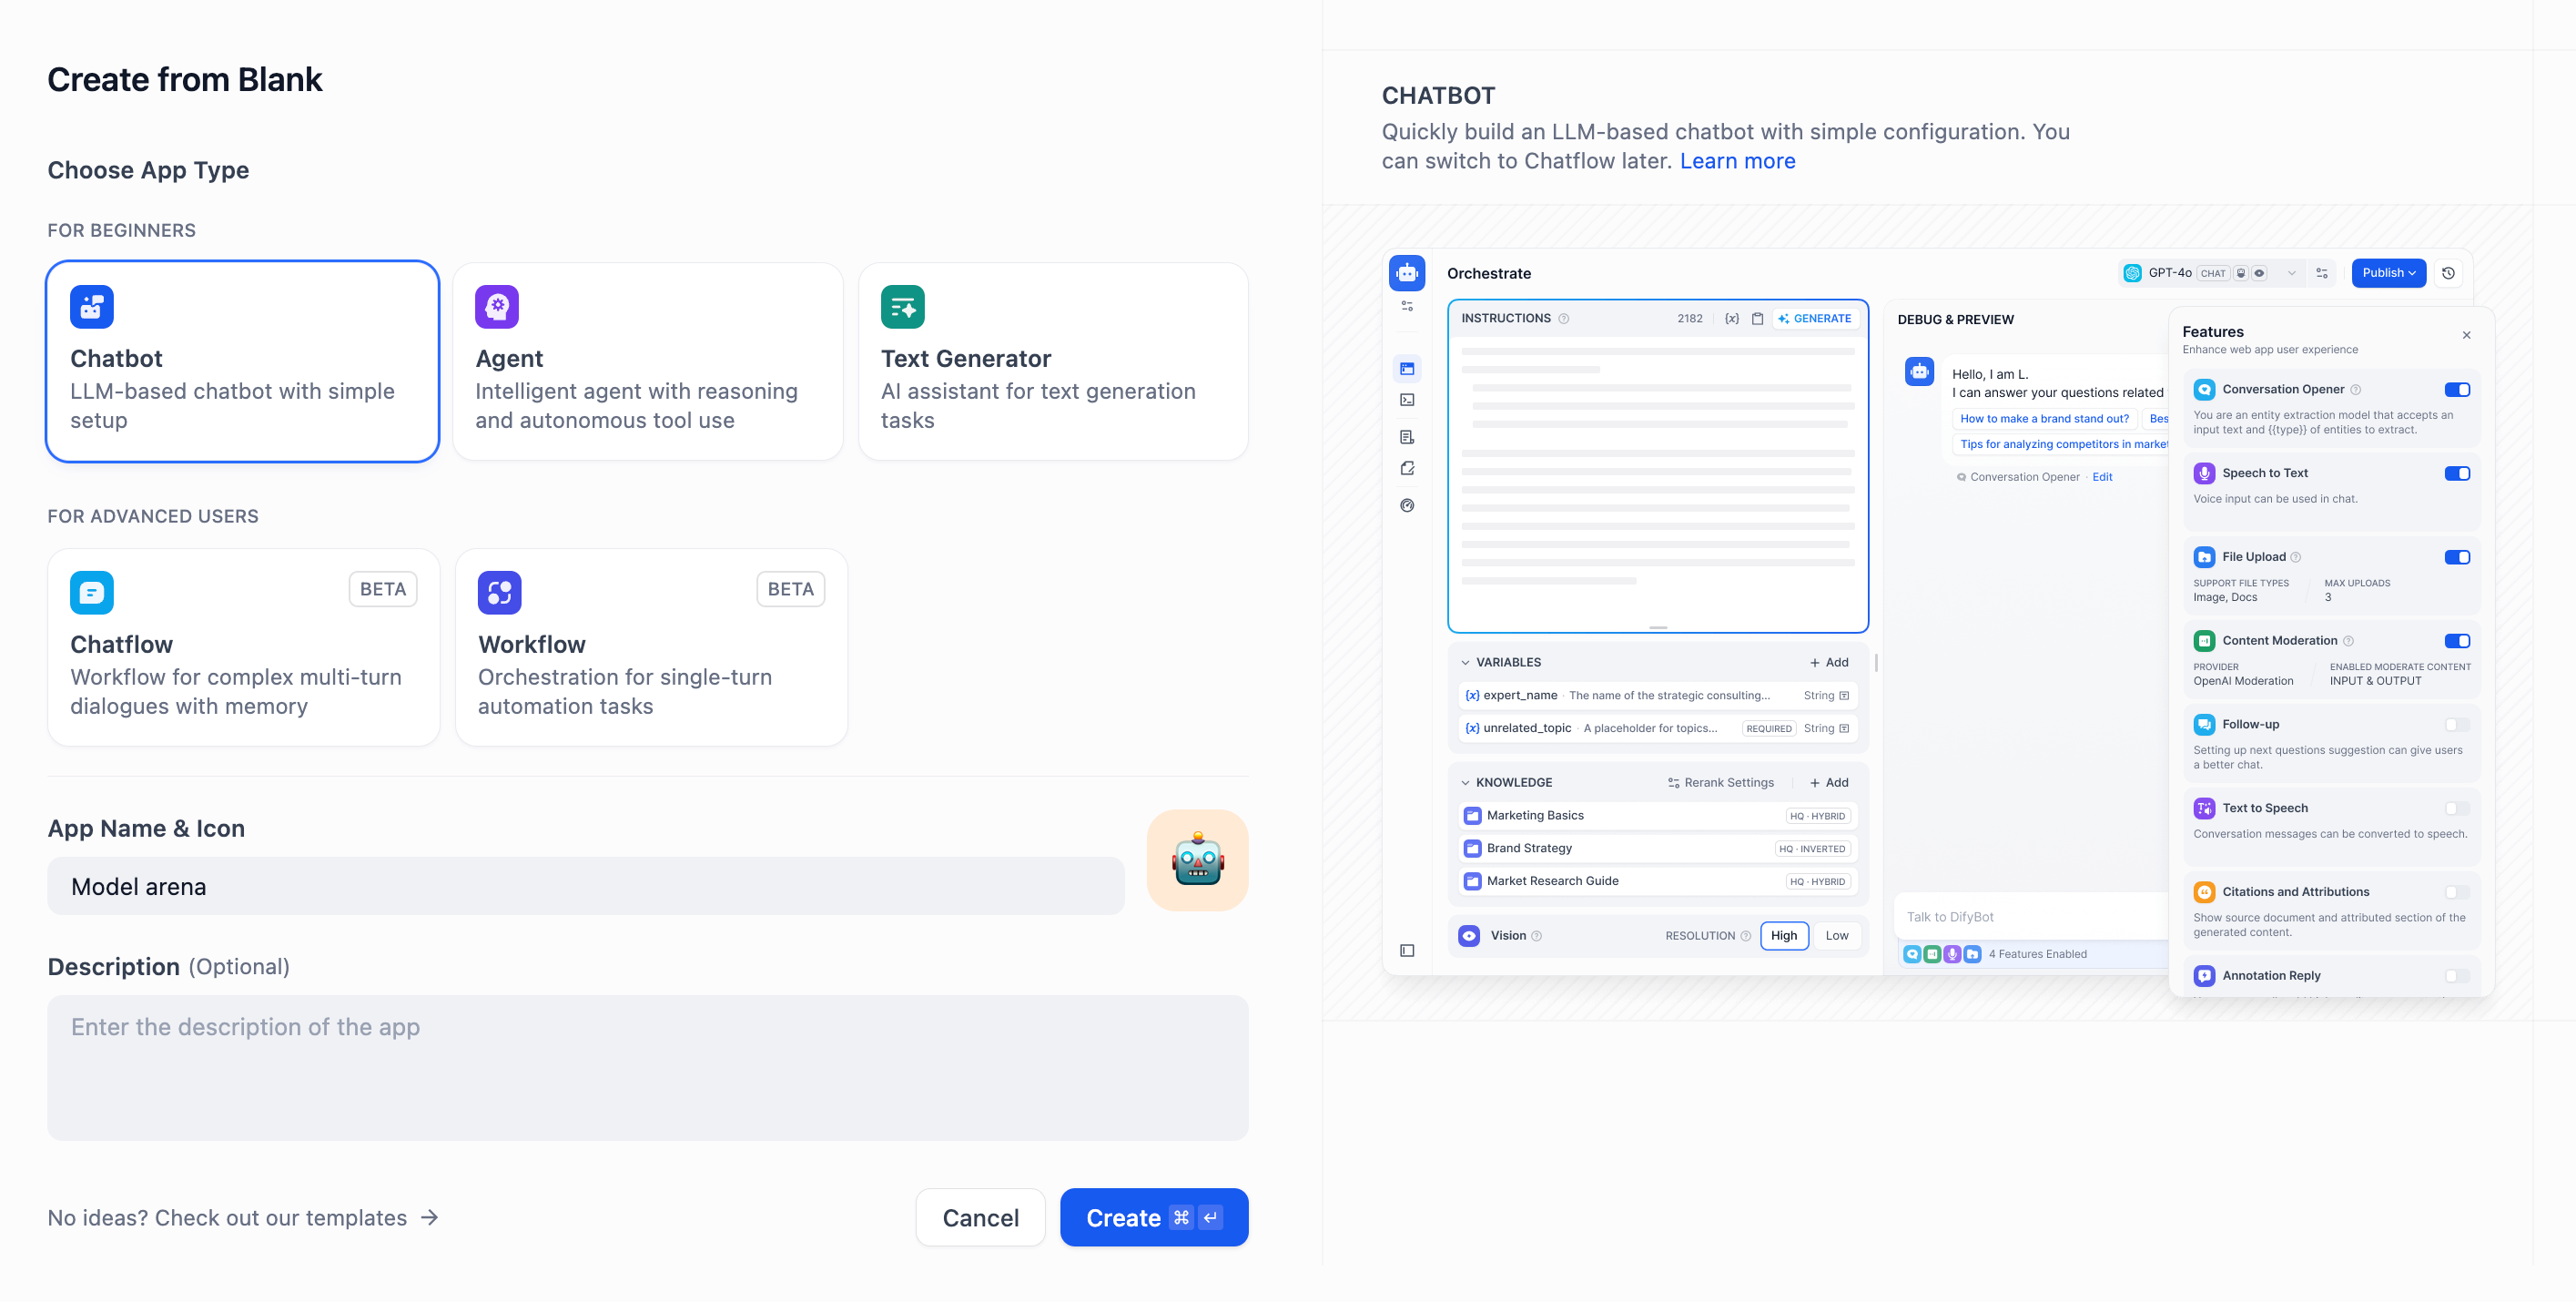 Create from Blank
Choose App Type
FOR BEGINNERS
Chatbot
LLM-based chatbot with simple
setup
Agent
Intelligent agent with reasoning
and autonomous tool use
Text Generator
AI assistant for text generation
tasks
FOR ADVANCED USERS
BETA
Chatflow
Workflow for complex multi-turn
dialogues with memory
BETA
Workflow
Orchestration for single-turn
automation tasks
App Name & Icon
Model arena
Description (Optional)
Enter the description of the app
No ideas? Check out our templates →
Cancel
Create ⌘ ↵
CHATBOT
Quickly build an LLM-based chatbot with simple configuration. You
can switch to Chatflow later. Learn more
Orchestrate
GPT-4o CHAT
Publish
INSTRUCTIONS
2182 {x} GENERATE
VARIABLES
+ Add
{x} expert_name · The name of the strategic consulting... String
{x} unrelated_topic · A placeholder for topics... REQUIRED String
KNOWLEDGE
Rerank Settings
+ Add
Marketing Basics HQ · HYBRID
Brand Strategy HQ · INVERTED
Market Research Guide HQ · HYBRID
Vision
RESOLUTION High Low
DEBUG & PREVIEW
Hello, I am L.
I can answer your questions related
How to make a brand stand out? Bes
Tips for analyzing competitors in market
Conversation Opener · Edit
Talk to DifyBot
4 Features Enabled
Features
Enhance web app user experience
Conversation Opener
You are an entity extraction model that accepts an
input text and {{type}} of entities to extract.
Speech to Text
Voice input can be used in chat.
File Upload
SUPPORT FILE TYPES MAX UPLOADS
Image, Docs 3
Content Moderation
PROVIDER ENABLED MODERATE CONTENT
OpenAI Moderation INPUT & OUTPUT
Follow-up
Setting up next questions suggestion can give users
a better chat.
Text to Speech
Conversation messages can be converted to speech.
Citations and Attributions
Show source document and attributed section of the
generated content.
Annotation Reply